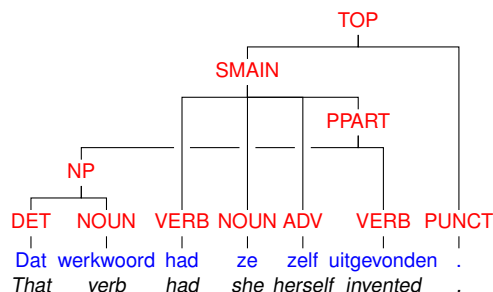 TOP
SMAIN
PPART
NP
DET NOUN VERB NOUN ADV VERB PUNCT
Dat werkwoord had ze zelf uitgevonden .
That verb had she herself invented .